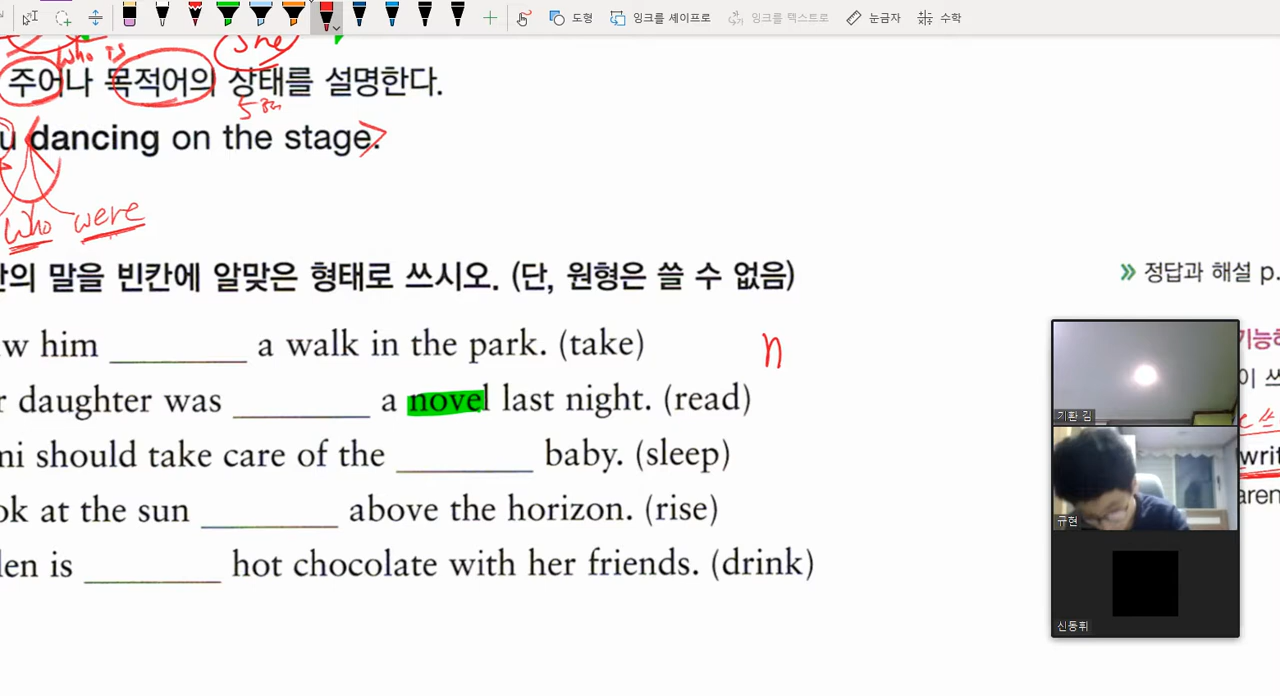 도형 잉크를 셰이프로 잉크를 텍스트로 눈금자 수학
who is
she
주어나 목적어의 상태를 설명한다.
dancing on the stage.
who were
말을 빈칸에 알맞은 형태로 쓰시오. (단, 원형은 쓸 수 없음)
정답과 해설 p.
w him ________ a walk in the park. (take)
n
r daughter was ________ a novel last night. (read)
기환 김
mi should take care of the ________ baby. (sleep)
writ
ok at the sun ________ above the horizon. (rise)
규현
len is ________ hot chocolate with her friends. (drink)
신동휘